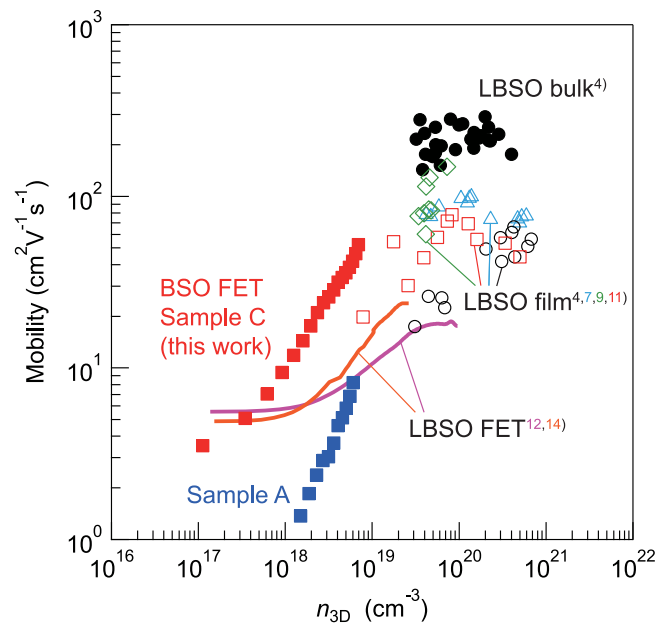 10³
10²
10¹
10⁰
Mobility (cm²V⁻¹s⁻¹)
LBSO bulk⁴⁾
BSO FET
Sample C
(this work)
LBSO film⁴,⁷,⁹,¹¹⁾
LBSO FET¹²,¹⁴⁾
Sample A
10¹⁶ 10¹⁷ 10¹⁸ 10¹⁹ 10²⁰ 10²¹ 10²²
n₃D (cm⁻³)